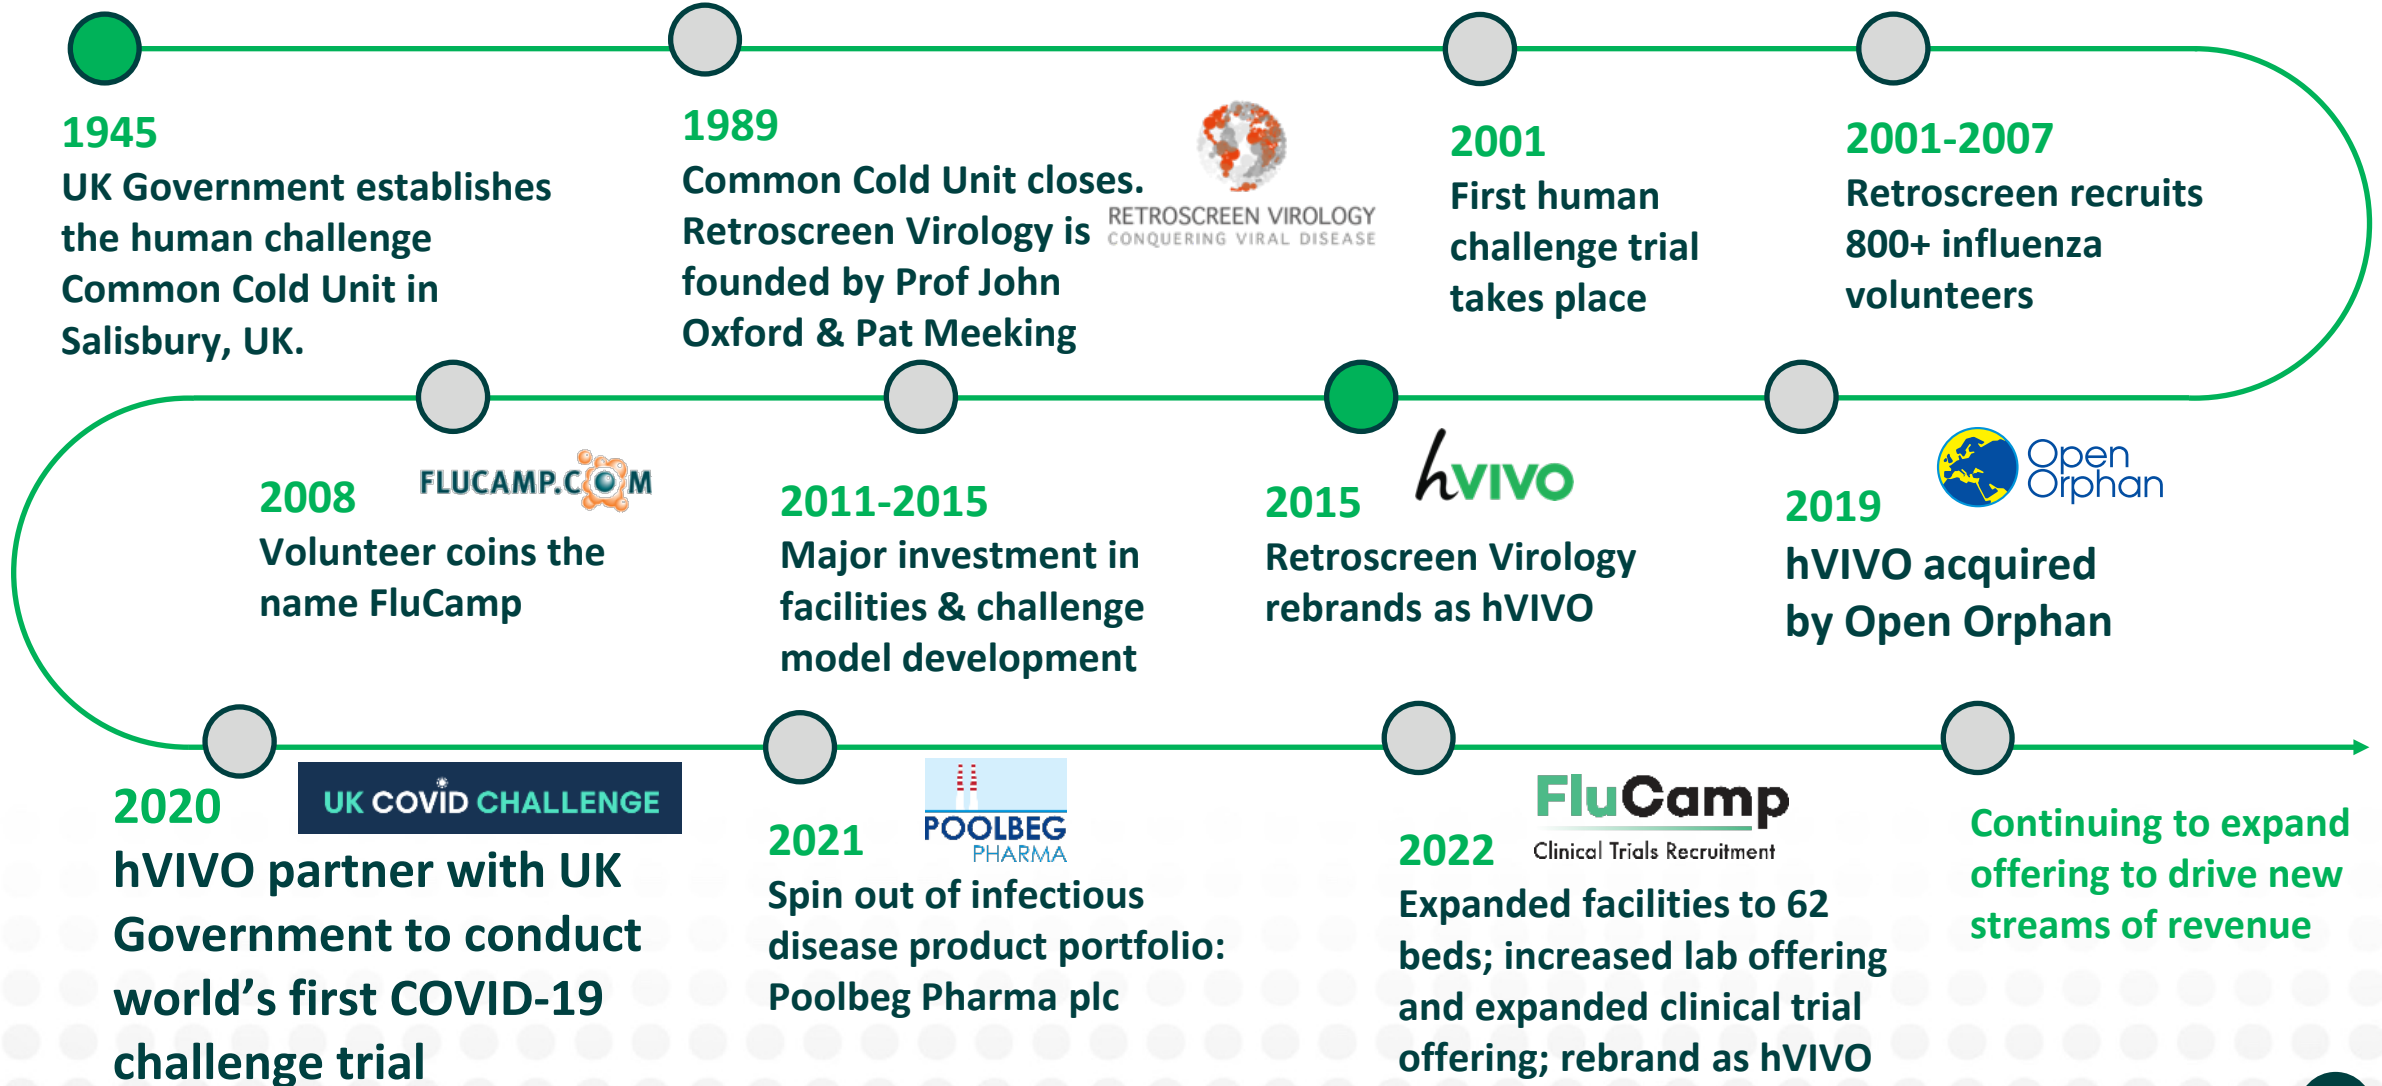 1945
UK Government establishes
the human challenge
Common Cold Unit in
Salisbury, UK.
1989
Common Cold Unit closes.
Retroscreen Virology is
founded by Prof John
Oxford & Pat Meeking
RETROSCREEN VIROLOGY
CONQUERING VIRAL DISEASE
2001
First human
challenge trial
takes place
2001-2007
Retroscreen recruits
800+ influenza
volunteers
2008
FLUCAMP.COM
Volunteer coins the
name FluCamp
2011-2015
Major investment in
facilities & challenge
model development
2015
hVIVO
Retroscreen Virology
rebrands as hVIVO
2019
Open
Orphan
hVIVO acquired
by Open Orphan
2020
UK COVID CHALLENGE
hVIVO partner with UK
Government to conduct
world’s first COVID-19
challenge trial
2021
POOLBEG
PHARMA
Spin out of infectious
disease product portfolio:
Poolbeg Pharma plc
2022
FluCamp
Clinical Trials Recruitment
Expanded facilities to 62
beds; increased lab offering
and expanded clinical trial
offering; rebrand as hVIVO
Continuing to expand
offering to drive new
streams of revenue